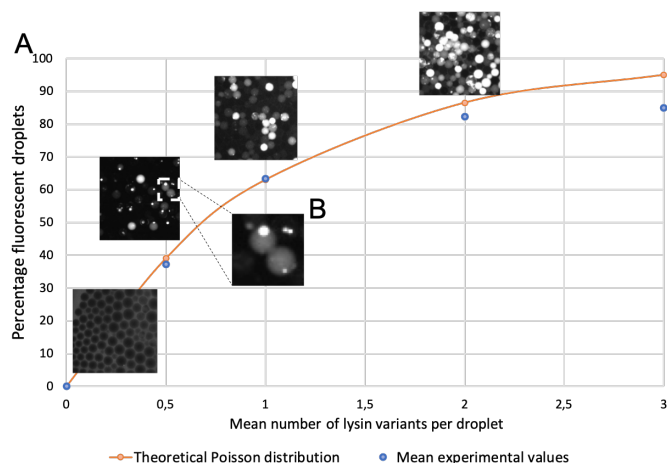 A
B
Percentage fluorescent droplets
100
90
80
70
60
50
40
30
20
10
0
0 0,5 1 1,5 2 2,5 3
Mean number of lysin variants per droplet
Theoretical Poisson distribution Mean experimental values